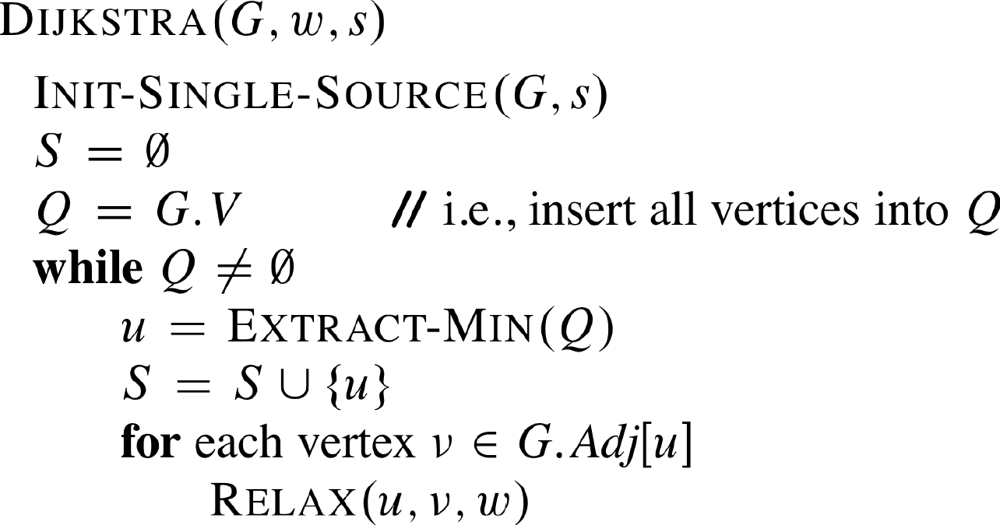 DIJKSTRA(G, w, s)
INIT-SINGLE-SOURCE(G, s)
S = ∅
Q = G.V // i.e., insert all vertices into Q
while Q ≠ ∅
u = EXTRACT-MIN(Q)
S = S ∪ {u}
for each vertex v ∈ G.Adj[u]
RELAX(u, v, w)